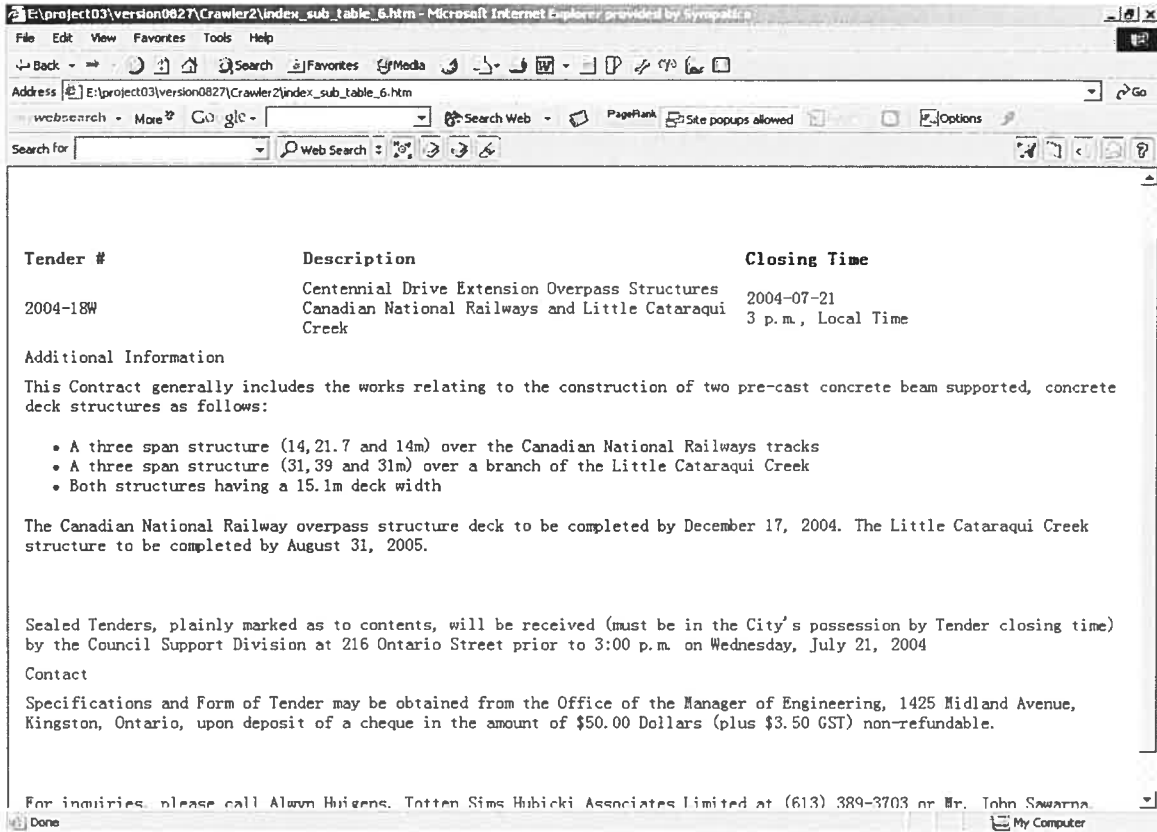 E:\project03\version0827\Crawler2\index_sub_table_6.htm - Microsoft Internet Explorer provided by Sympatico
File Edit View Favorites Tools Help
Back Search Favorites Media
Address E:\project03\version0827\Crawler2\index_sub_table_6.htm Go
websearch - More Google - Search Web - PageRank Site popups allowed Options
Search for Web Search
Tender # Description Closing Time
2004-18W Centennial Drive Extension Overpass Structures 2004-07-21
Canadian National Railways and Little Cataraqui 3 p.m., Local Time
Creek
Additional Information
This Contract generally includes the works relating to the construction of two pre-cast concrete beam supported, concrete
deck structures as follows:
• A three span structure (14,21.7 and 14m) over the Canadian National Railways tracks
• A three span structure (31,39 and 31m) over a branch of the Little Cataraqui Creek
• Both structures having a 15.1m deck width
The Canadian National Railway overpass structure deck to be completed by December 17, 2004. The Little Cataraqui Creek
structure to be completed by August 31, 2005.
Sealed Tenders, plainly marked as to contents, will be received (must be in the City's possession by Tender closing time)
by the Council Support Division at 216 Ontario Street prior to 3:00 p.m. on Wednesday, July 21, 2004
Contact
Specifications and Form of Tender may be obtained from the Office of the Manager of Engineering, 1425 Midland Avenue,
Kingston, Ontario, upon deposit of a cheque in the amount of $50.00 Dollars (plus $3.50 GST) non-refundable.
For inquiries, please call Alwyn Huigens, Totten Sims Hubicki Associates Limited at (613) 389-3703 or Mr. John Sawarna,
Done My Computer